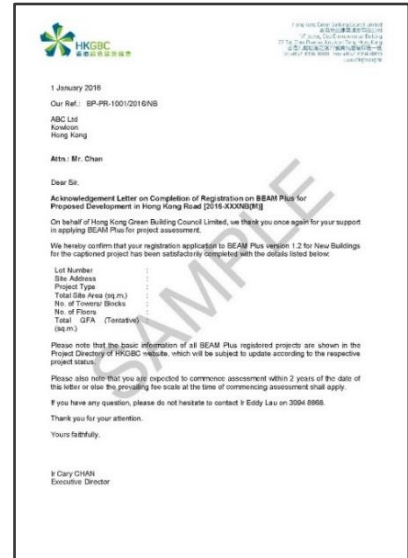 HKGBC
香港綠色建築議會
1 January 2016
Our Ref.: BP-PR-1001/2016/NB
ABC Ltd
Kowloon
Hong Kong
Attn.: Mr. Chan
Dear Sir,
Acknowledgement Letter on Completion of Registration on BEAM Plus for
Proposed Development in Hong Kong Road [2016-XXXNB(M)]
On behalf of Hong Kong Green Building Council Limited, we thank you once again for your support
in applying BEAM Plus for project assessment.
We hereby confirm that your registration application to BEAM Plus version 1.2 for New Buildings
for the captioned project has been satisfactorily completed with the details listed below:
Lot Number :
Site Address :
Project Type :
Total Site Area (sq.m.) :
No. of Towers/ Blocks :
No. of Floors :
Total GFA (Tentative) :
(sq.m.)
SAMPLE
Please note that the basic information of all BEAM Plus registered projects are shown in the
Project Directory of HKGBC website, which will be subject to update according to the respective
project status.
Please also note that you are expected to commence assessment within 2 years of the date of
this letter or else the prevailing fee scale at the time of commencing assessment shall apply.
If you have any question, please do not hesitate to contact Ir Eddy Lau on 3994 8868.
Thank you for your attention.
Yours faithfully,
Ir Cary CHAN
Executive Director